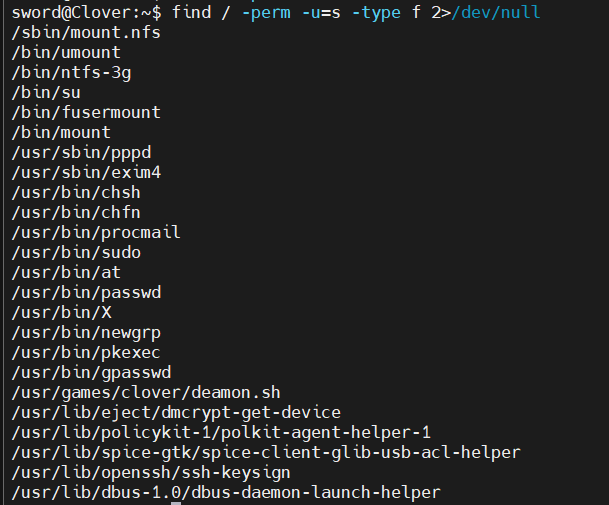 sword@Clover:~$ find / -perm -u=s -type f 2>/dev/null
/sbin/mount.nfs
/bin/umount
/bin/ntfs-3g
/bin/su
/bin/fusermount
/bin/mount
/usr/sbin/pppd
/usr/sbin/exim4
/usr/bin/chsh
/usr/bin/chfn
/usr/bin/procmail
/usr/bin/sudo
/usr/bin/at
/usr/bin/passwd
/usr/bin/X
/usr/bin/newgrp
/usr/bin/pkexec
/usr/bin/gpasswd
/usr/games/clover/deamon.sh
/usr/lib/eject/dmcrypt-get-device
/usr/lib/policykit-1/polkit-agent-helper-1
/usr/lib/spice-gtk/spice-client-glib-usb-acl-helper
/usr/lib/openssh/ssh-keysign
/usr/lib/dbus-1.0/dbus-daemon-launch-helper